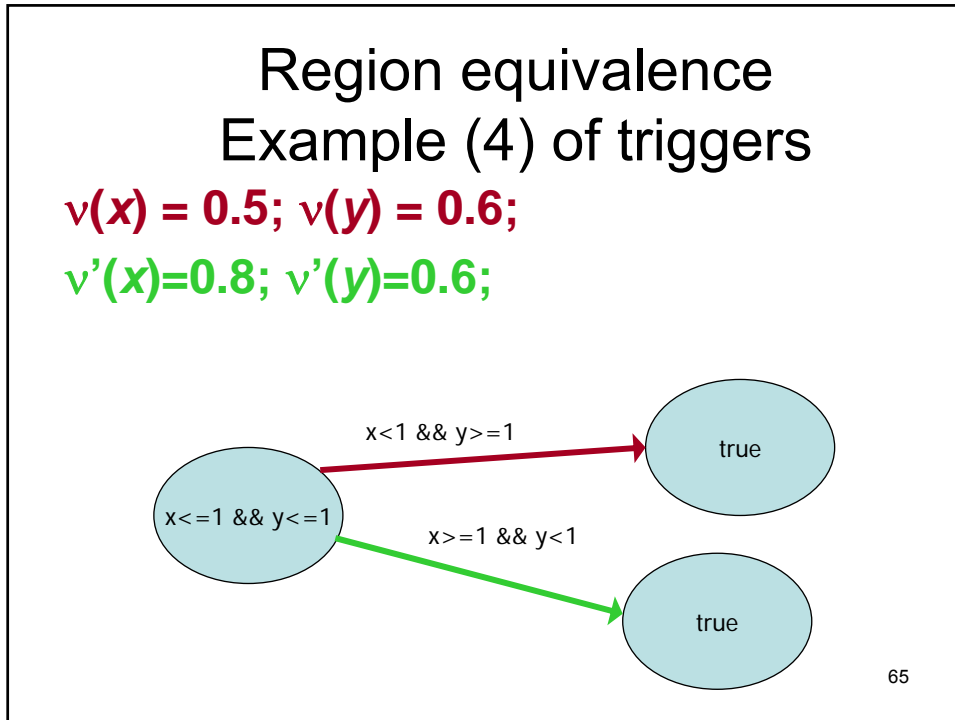 Region equivalence
Example (4) of triggers
ν(x) = 0.5; ν(y) = 0.6;
ν’(x)=0.8; ν’(y)=0.6;
x<1 && y>=1
true
x<=1 && y<=1
x>=1 && y<1
true
65